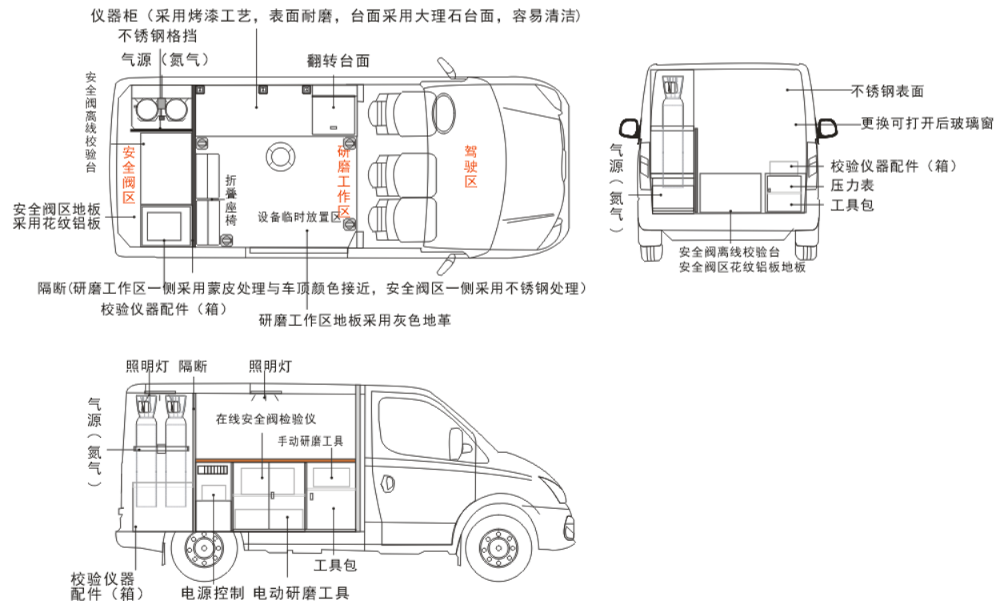 仪器柜（采用烤漆工艺，表面耐磨，台面采用大理石台面，容易清洁)
不锈钢格挡
气源（氮气）
翻转台面
安全阀离线校验台
安全阀区
研磨工作区
驾驶区
折叠座椅
设备临时放置区
安全阀区地板
采用花纹铝板
隔断(研磨工作区一侧采用蒙皮处理与车顶颜色接近，安全阀区一侧采用不锈钢处理）
校验仪器配件（箱）
研磨工作区地板采用灰色地革
不锈钢表面
更换可打开后玻璃窗
气源（氮气）
校验仪器配件（箱）
压力表
工具包
安全阀离线校验台
安全阀区花纹铝板地板
照明灯
隔断
照明灯
气源（氮气）
在线安全阀检验仪
手动研磨工具
工具包
校验仪器
配件（箱）
电源控制
电动研磨工具